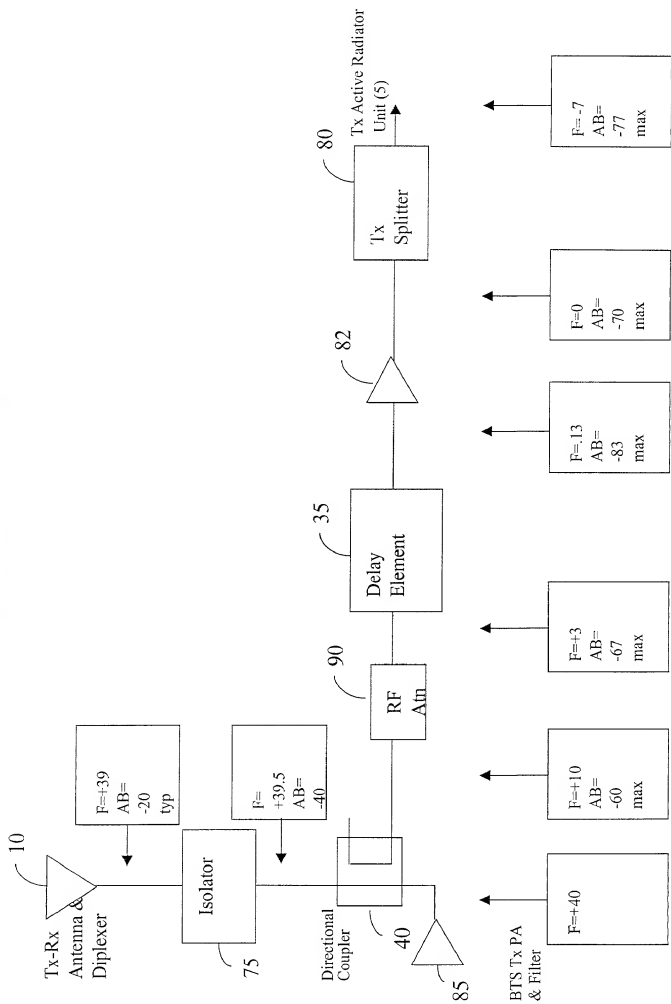 10
Tx-Rx
Antenna &
Diplexer
F=+39
AB=
-20
typ
Isolator
75
F=
+39.5
AB=
-40
Directional
Coupler
40
85
BTS Tx PA
& Filter
RF
Atn
90
Delay
Element
35
82
Tx
Splitter
80
Tx Active Radiator
Unit (5)
F=+40
F=+10
AB=
-60
max
F=+3
AB=
-67
max
F=.13
AB=
-83
max
F=0
AB=
-70
max
F=-7
AB=
-77
max